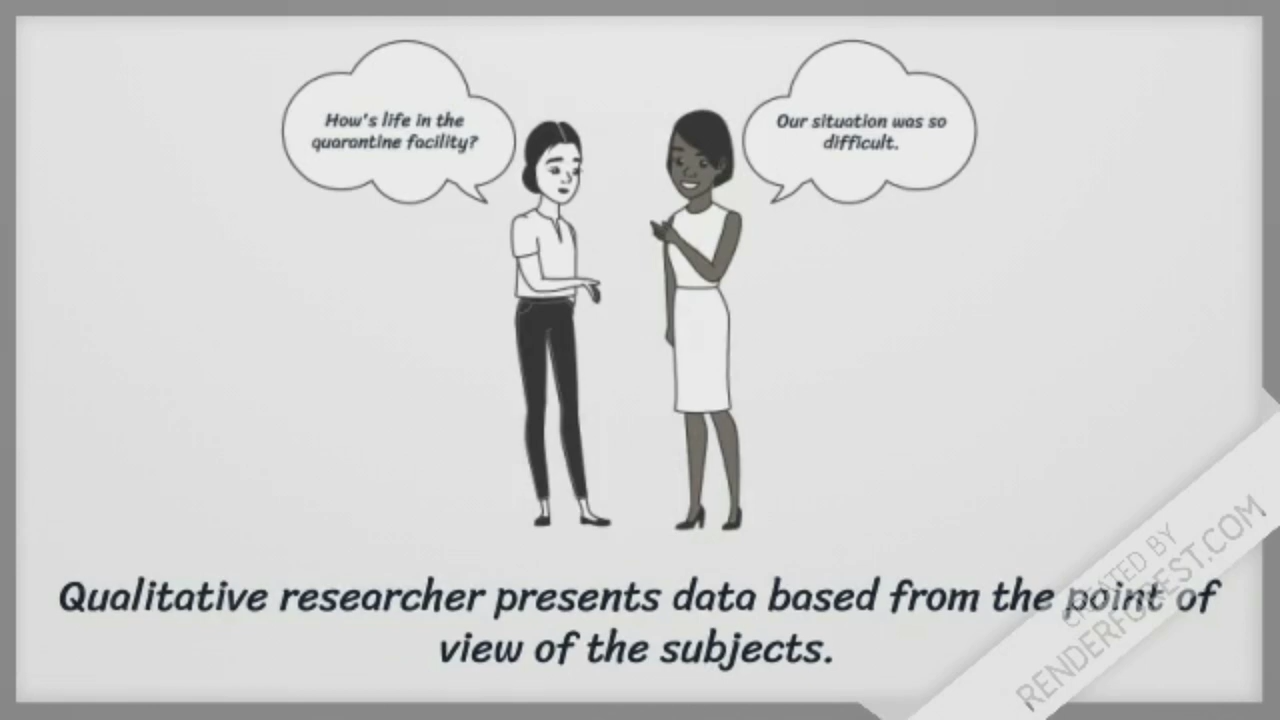 How's life in the
quarantine facility?
Our situation was so
difficult.
Qualitative researcher presents data based from the point of
view of the subjects.
CREATED BY
RENDERFOREST.COM